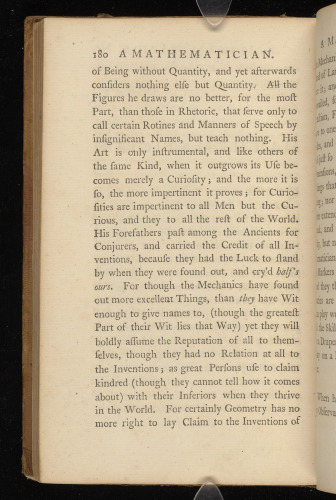 180 A MATHEMATICIAN.
of Being without Quantity, and yet afterwards
conſiders nothing elſe but Quantity. All the
Figures he draws are no better, for the moſt
Part, than thoſe in Rhetoric, that ſerve only to
call certain Rotines and Manners of Speech by
inſignificant Names, but teach nothing. His
Art is only inſtrumental, and like others of
the ſame Kind, when it outgrows its Uſe be-
comes merely a Curioſity; and the more it is
ſo, the more impertinent it proves; for Curio-
ſities are impertinent to all Men but the Cu-
rious, and they to all the reſt of the World.
His Forefathers paſt among the Ancients for
Conjurers, and carried the Credit of all In-
ventions, becauſe they had the Luck to ſtand
by when they were found out, and cry'd half's
ours. For though the Mechanics have found
out more excellent Things, than they have Wit
enough to give names to, (though the greateſt
Part of their Wit lies that Way) yet they will
boldly aſſume the Reputation of all to them-
ſelves, though they had no Relation at all to
the Inventions; as great Perſons uſe to claim
kindred (though they cannot tell how it comes
about) with their Inferiors when they thrive
in the World. For certainly Geometry has no
more right to lay Claim to the Inventions of